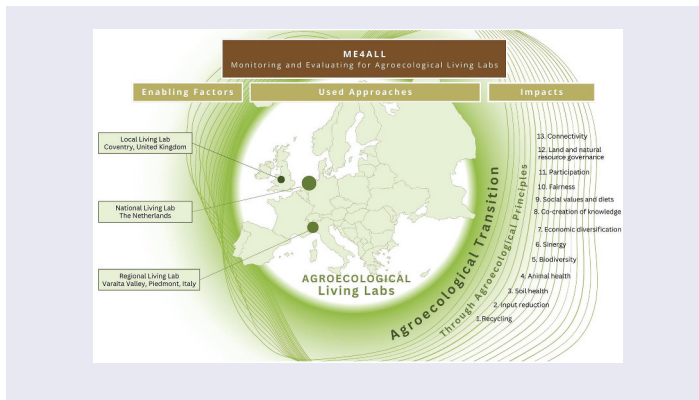 ME4ALL
Monitoring and Evaluating for Agroecological Living Labs
Enabling Factors
Used Approaches
Impacts
Local Living Lab
Coventry, United Kingdom
National Living Lab
The Netherlands
Regional Living Lab
Varaita Valley, Piedmont, Italy
AGROECOLOGICAL
Living Labs
Agroecological Transition
Through Agroecological Principles
13. Connectivity
12. Land and natural
resource governance
11. Participation
10. Fairness
9. Social values and diets
8. Co-creation of knowledge
7. Economic diversification
6. Sinergy
5. Biodiversity
4. Animal health
3. Soil health
2. Input reduction
1.Recycling